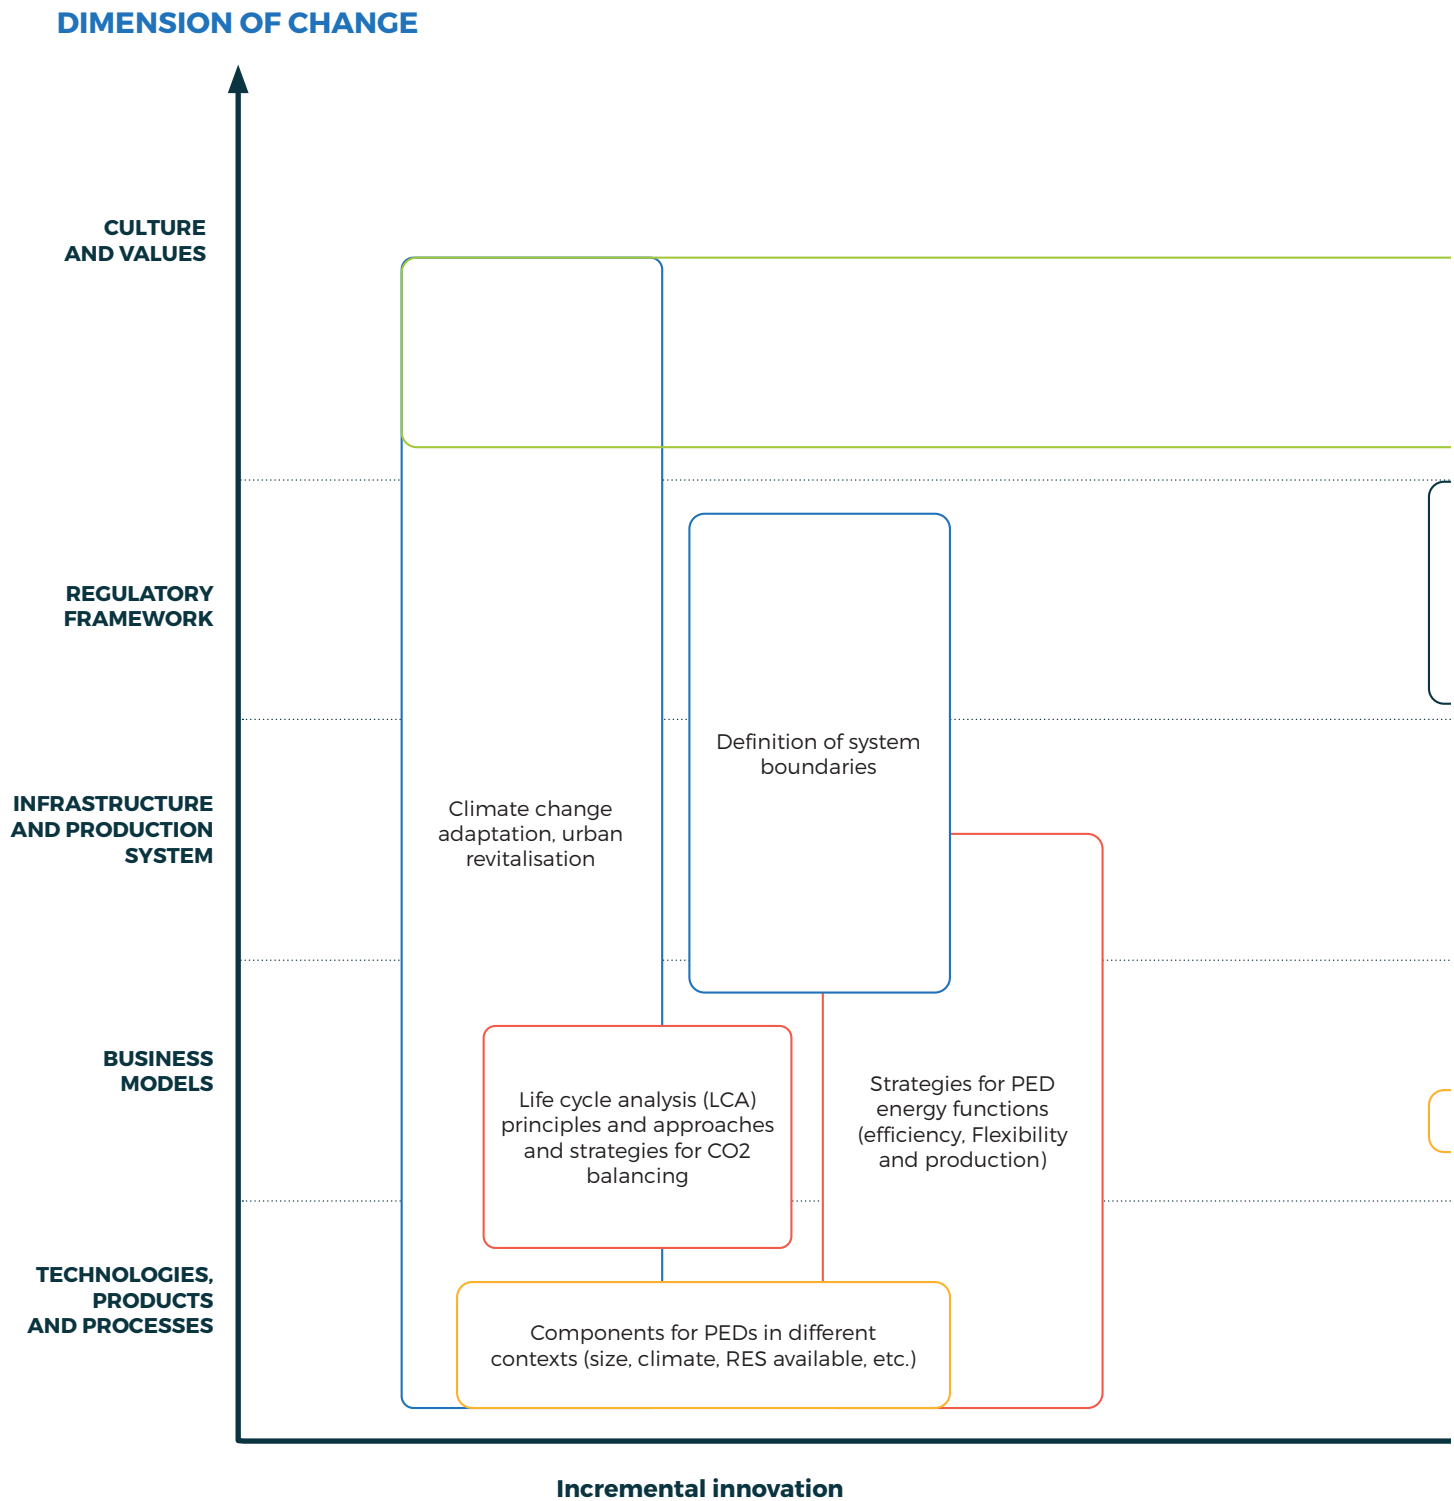 DIMENSION OF CHANGE
CULTURE
AND VALUES
REGULATORY
FRAMEWORK
Definition of system
boundaries
INFRASTRUCTURE
AND PRODUCTION
SYSTEM
Climate change
adaptation, urban
revitalisation
BUSINESS
MODELS
Life cycle analysis (LCA)
principles and approaches
and strategies for CO2
balancing
Strategies for PED
energy functions
(efficiency, Flexibility
and production)
TECHNOLOGIES,
PRODUCTS
AND PROCESSES
Components for PEDs in different
contexts (size, climate, RES available, etc.)
Incremental innovation